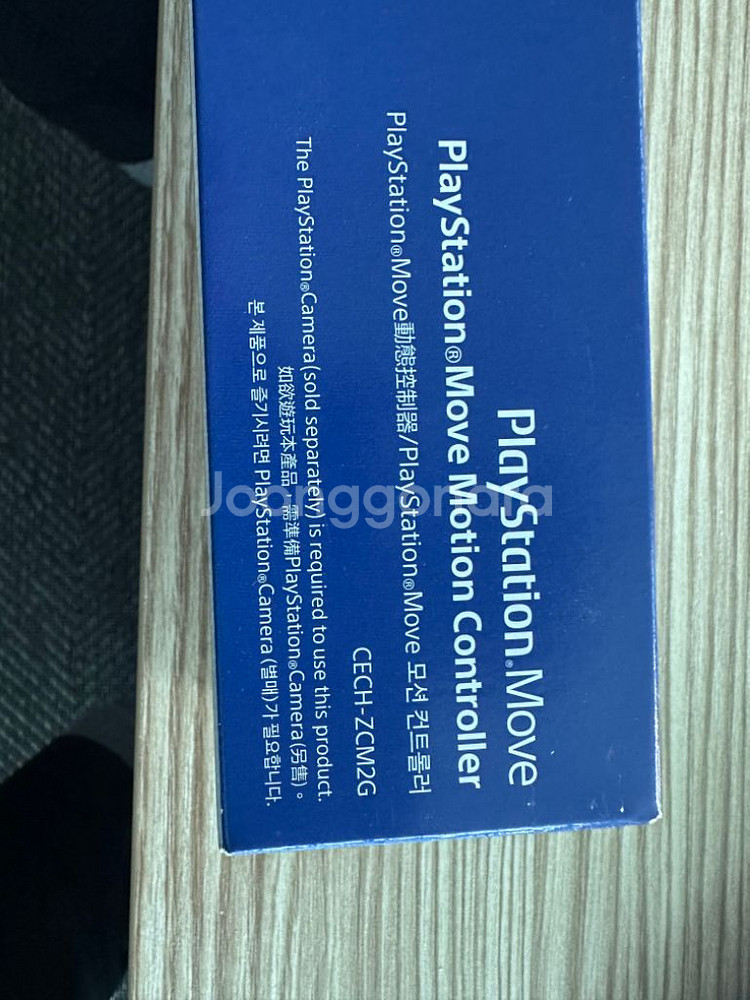 PlayStation®Move
PlayStation®Move Motion Controller
PlayStation®Move動態控制器/PlayStation®Move 모션 컨트롤러
CECH-ZCM2G
The PlayStation®Camera(sold separately) is required to use this product.
如欲遊玩本產品，需準備PlayStation®Camera(另售)。
본 제품으로 즐기시려면 PlayStation®Camera (별매)가 필요합니다.
Joonggonara